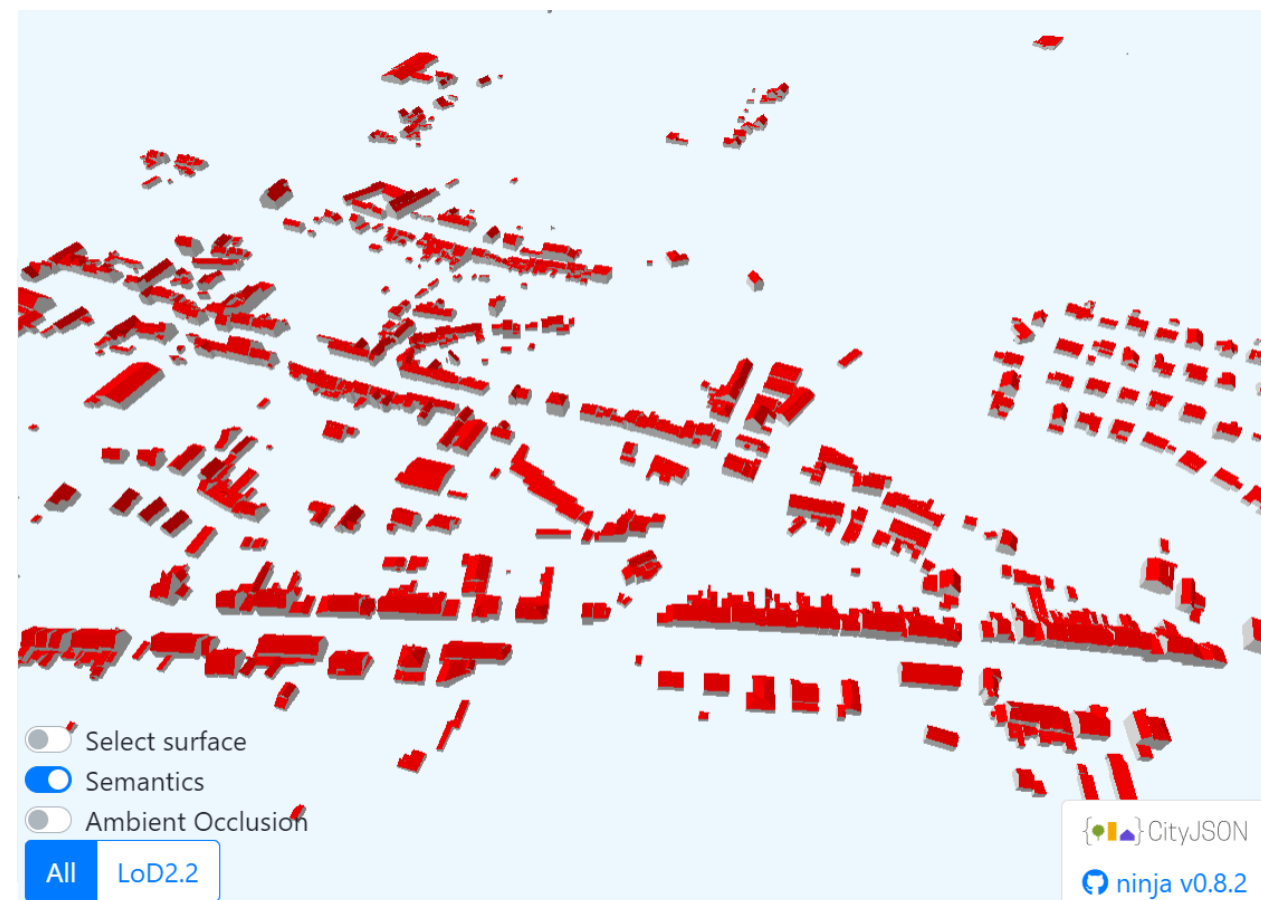 Select surface
Semantics
Ambient Occlusion
All LoD2.2
{ } CityJSON
ninja v0.8.2